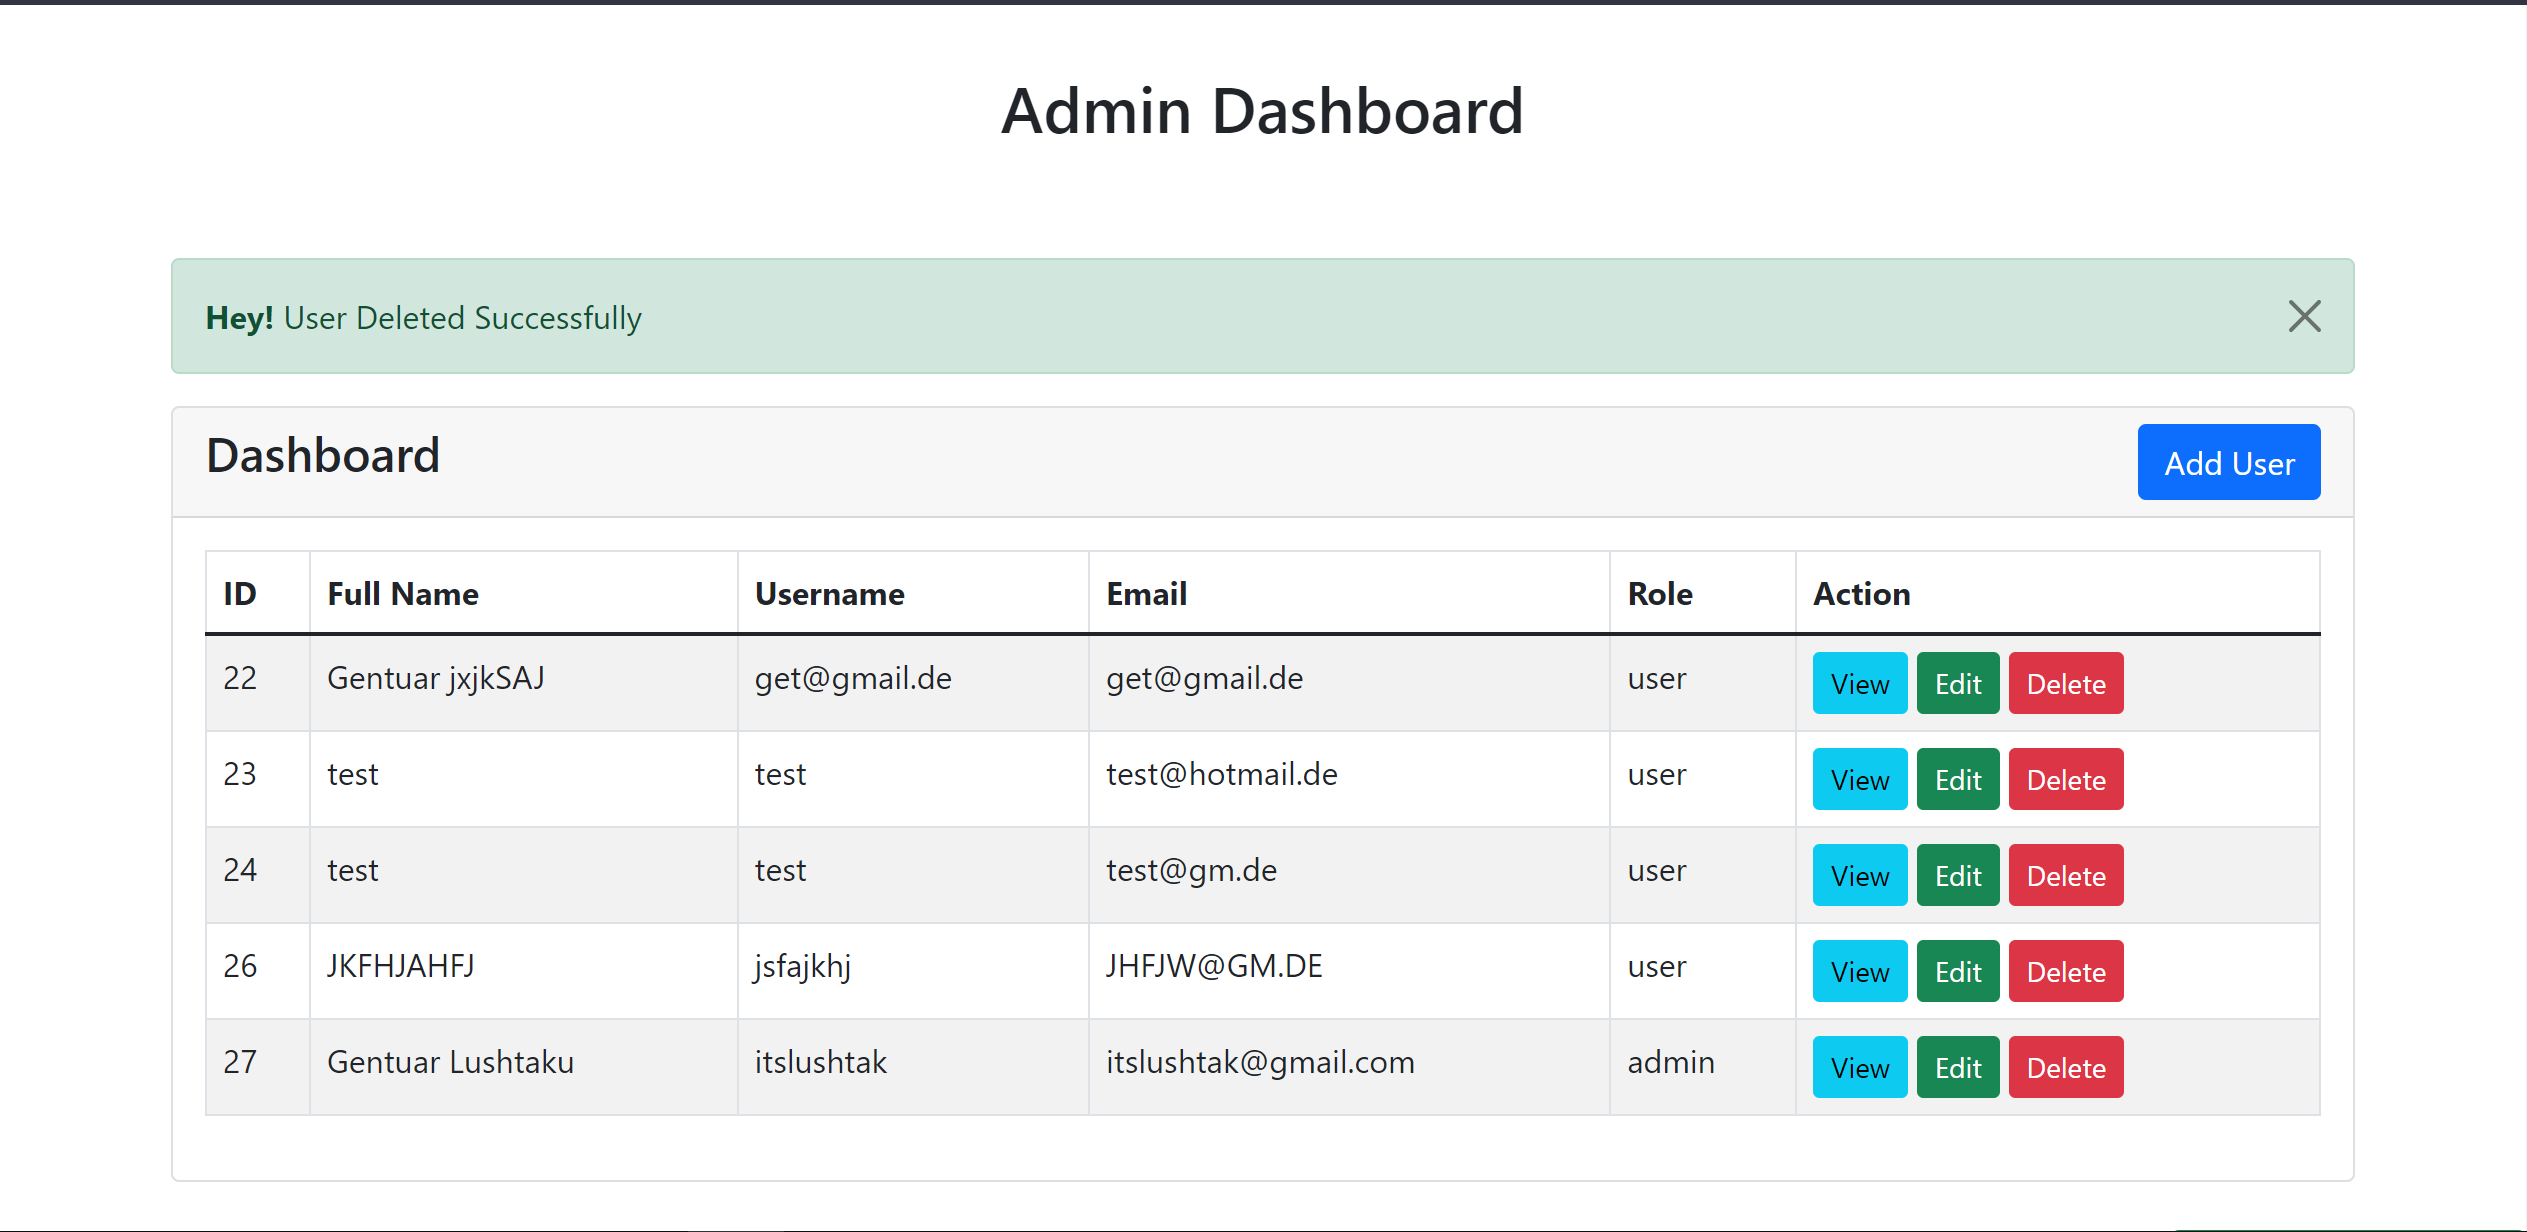 Admin Dashboard
Hey! User Deleted Successfully
Dashboard
Add User
ID Full Name Username Email Role Action
22 Gentuar jxjkSAJ get@gmail.de get@gmail.de user View Edit Delete
23 test test test@hotmail.de user View Edit Delete
24 test test test@gm.de user View Edit Delete
26 JKFHJAHFJ jsfajkhj JHFJW@GM.DE user View Edit Delete
27 Gentuar Lushtaku itslushtak itslushtak@gmail.com admin View Edit Delete